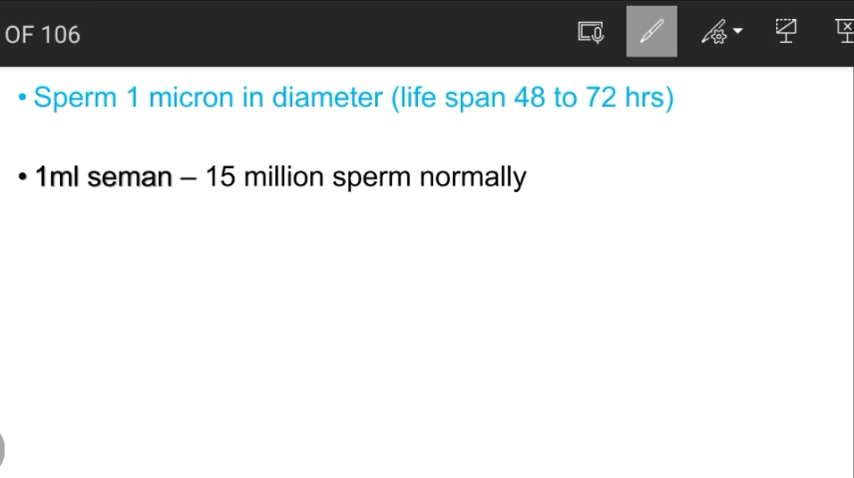 OF 106
• Sperm 1 micron in diameter (life span 48 to 72 hrs)
• 1ml seman – 15 million sperm normally